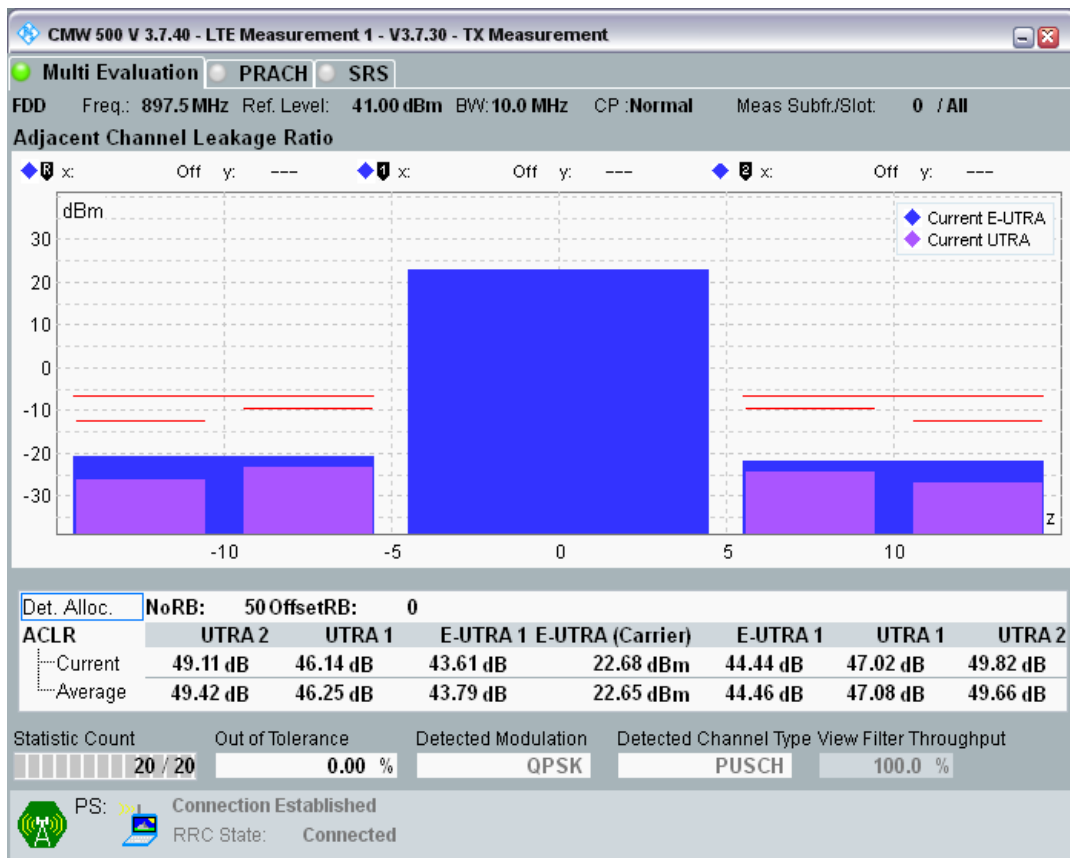 CMW 500 V 3.7.40 - LTE Measurement 1 - V3.7.30 - TX Measurement
Multi Evaluation PRACH SRS
FDD Freq.: 897.5 MHz Ref. Level: 41.00 dBm BW: 10.0 MHz CP :Normal Meas Subfr./Slot: 0 / All
Adjacent Channel Leakage Ratio
R x: Off y: --- 1 x: Off y: --- 2 x: Off y: ---
dBm
Current E-UTRA
Current UTRA
30
20
10
0
-10
-20
-30
z
-10 -5 0 5 10
Det. Alloc. NoRB: 50 OffsetRB: 0
ACLR UTRA 2 UTRA 1 E-UTRA 1 E-UTRA (Carrier) E-UTRA 1 UTRA 1 UTRA 2
Current 49.11 dB 46.14 dB 43.61 dB 22.68 dBm 44.44 dB 47.02 dB 49.82 dB
Average 49.42 dB 46.25 dB 43.79 dB 22.65 dBm 44.46 dB 47.08 dB 49.66 dB
Statistic Count Out of Tolerance Detected Modulation Detected Channel Type View Filter Throughput
20 / 20 0.00 % QPSK PUSCH 100.0 %
PS: Connection Established
RRC State: Connected